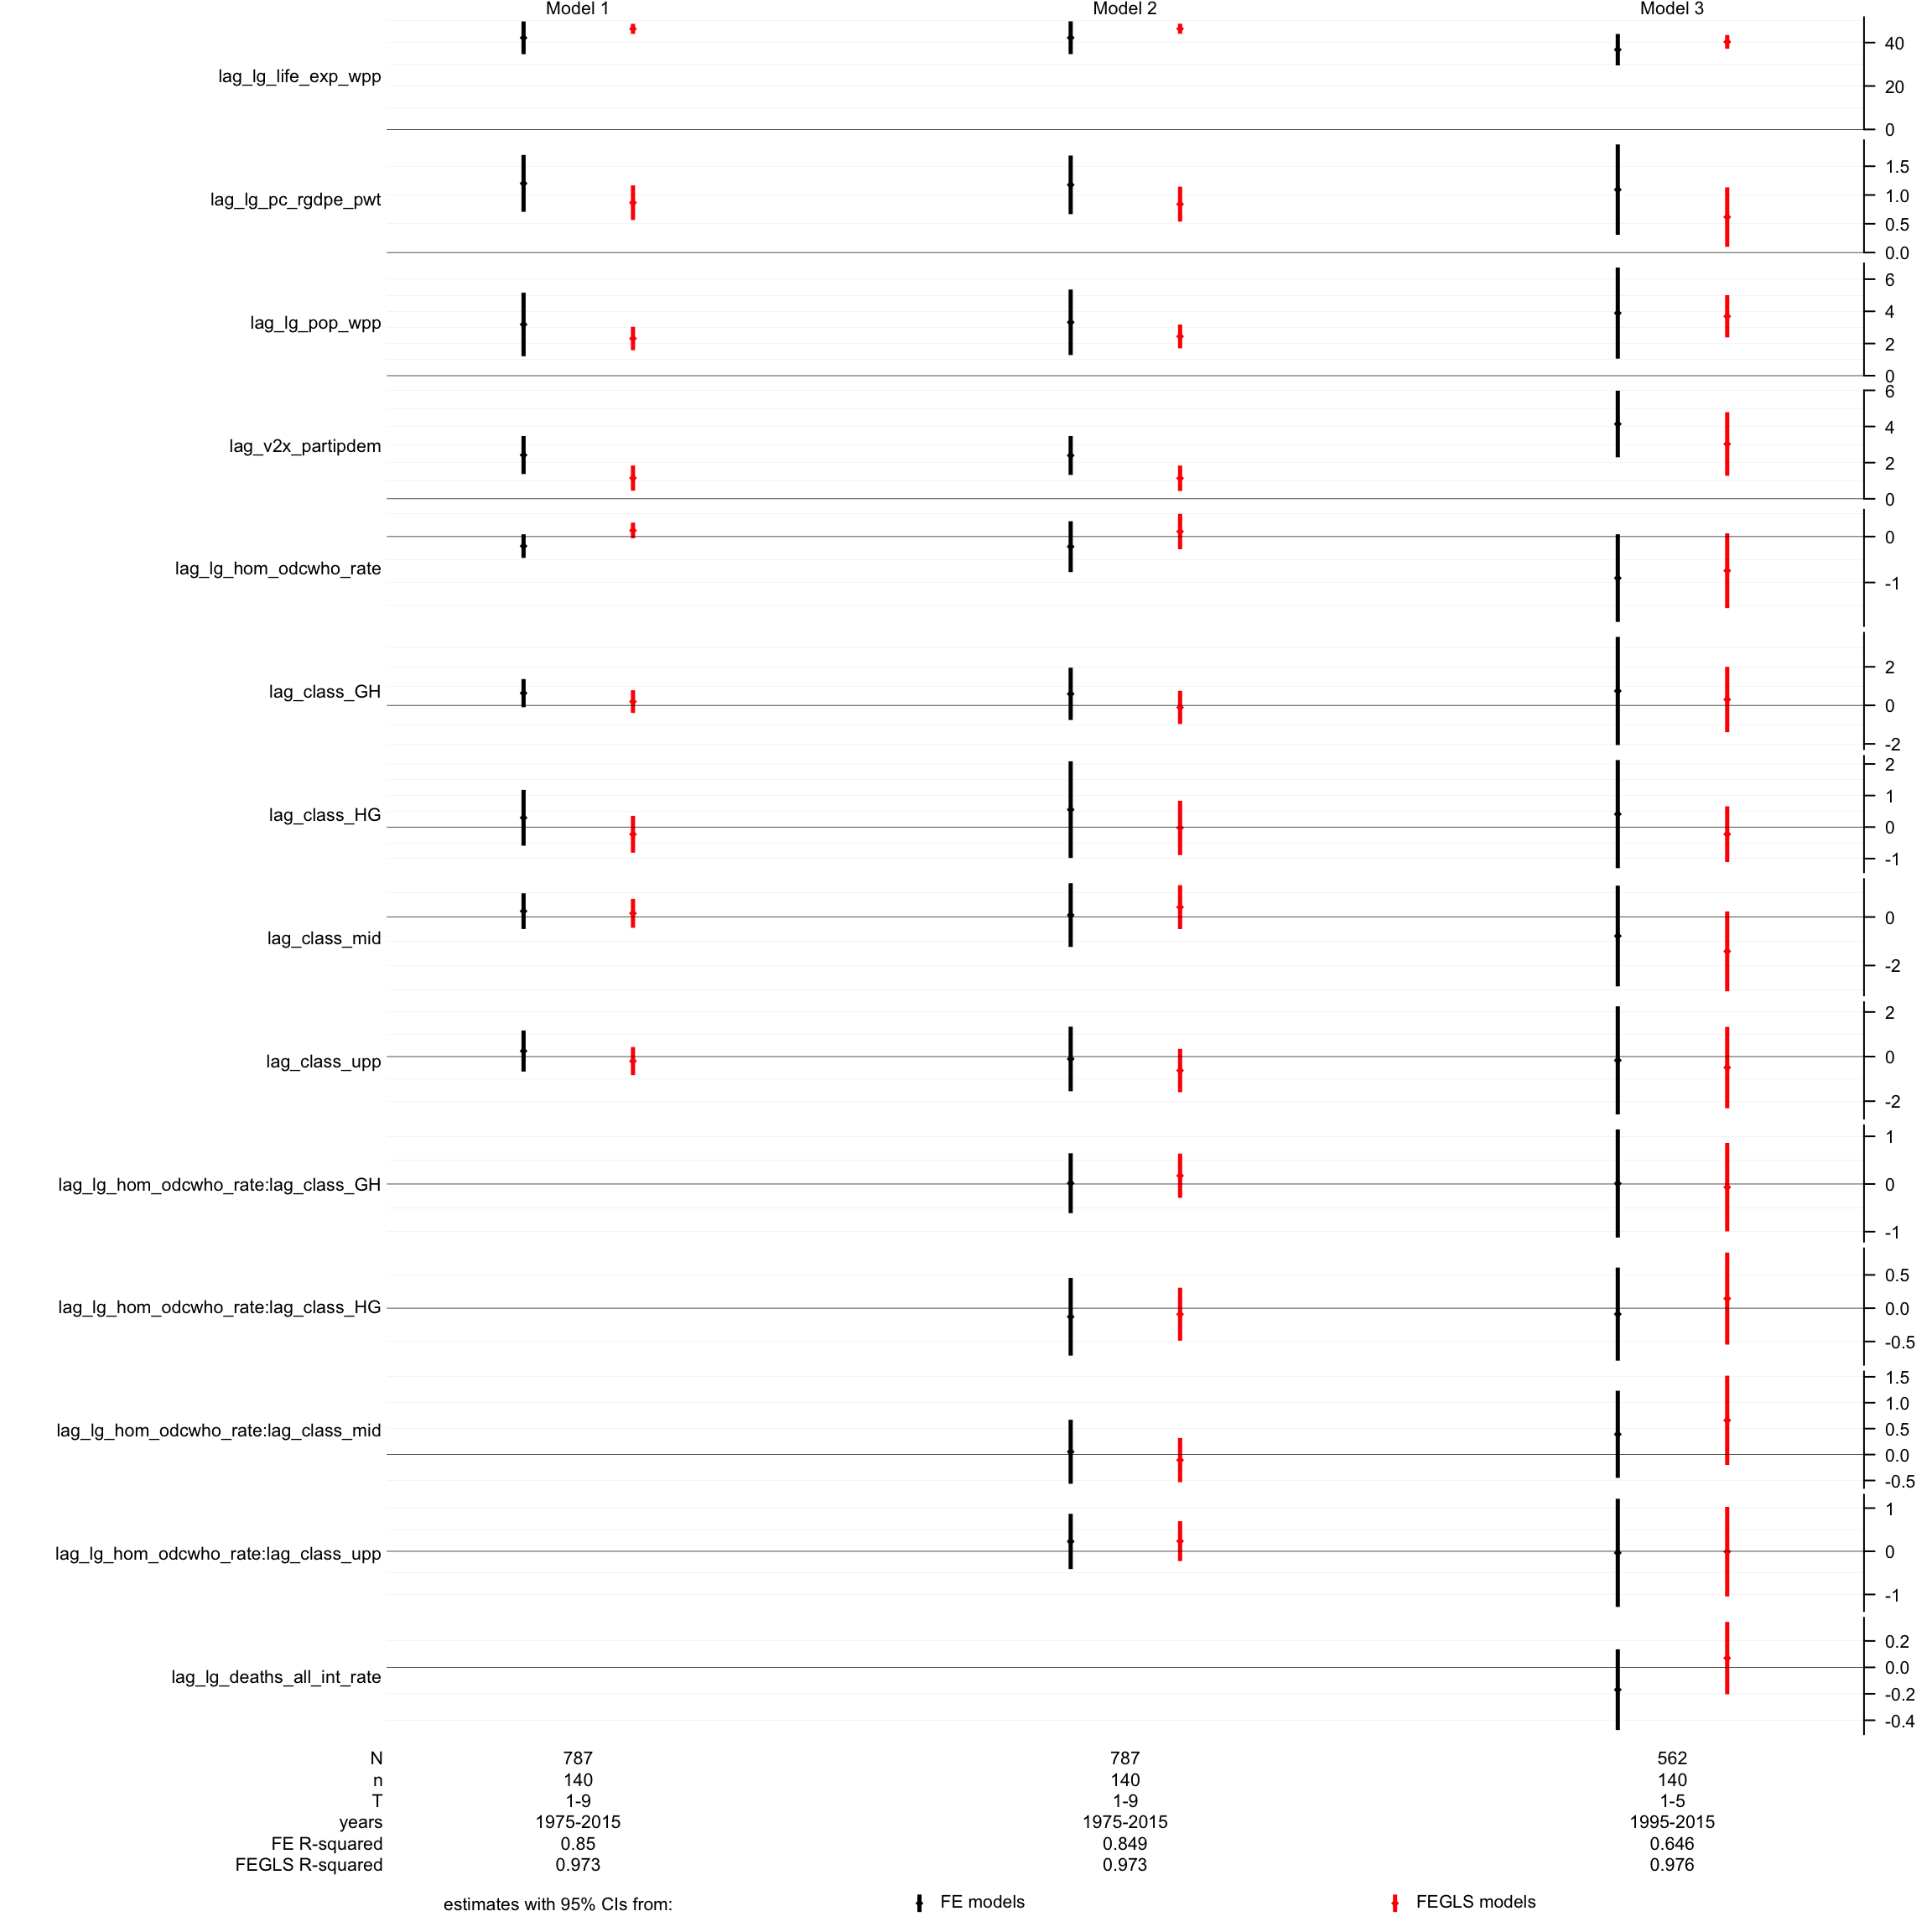 Model 1 Model 2 Model 3
lag_lg_life_exp_wpp
40
20
0
lag_lg_pc_rgdpe_pwt
1.5
1.0
0.5
0.0
lag_lg_pop_wpp
6
4
2
0
lag_v2x_partipdem
6
4
2
0
lag_lg_hom_odcwho_rate
0
-1
lag_class_GH
2
0
-2
lag_class_HG
2
1
0
-1
lag_class_mid
0
-2
lag_class_upp
2
0
-2
lag_lg_hom_odcwho_rate:lag_class_GH
1
0
-1
lag_lg_hom_odcwho_rate:lag_class_HG
0.5
0.0
-0.5
lag_lg_hom_odcwho_rate:lag_class_mid
1.5
1.0
0.5
0.0
-0.5
lag_lg_hom_odcwho_rate:lag_class_upp
1
0
-1
lag_lg_deaths_all_int_rate
0.2
0.0
-0.2
-0.4
N 787 787 562
n 140 140 140
T 1-9 1-9 1-5
years 1975-2015 1975-2015 1995-2015
FE R-squared 0.85 0.849 0.646
FEGLS R-squared 0.973 0.973 0.976
estimates with 95% CIs from: FE models FEGLS models